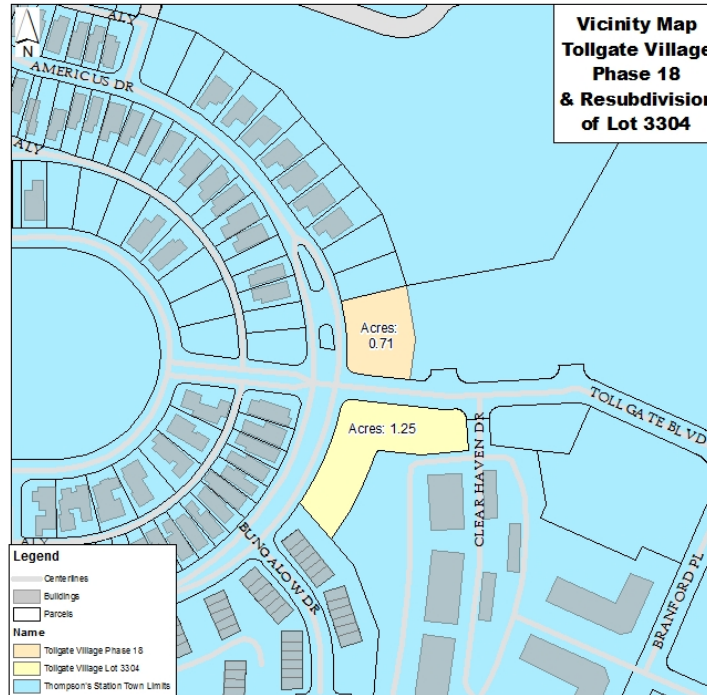 ALY
N
AMERICUS DR
ALY
Vicinity Map
Tollgate Village
Phase 18
& Resubdivision
of Lot 3304
Acres:
0.71
TOLLGATE BLVD
Acres: 1.25
CLEAR HAVEN DR
BUNGALOW DR
BRANFORD PL
ALY
Legend
Centerlines
Buildings
Parcels
Name
Tollgate Village Phase 18
Tollgate Village Lot 3304
Thompson's Station Town Limits